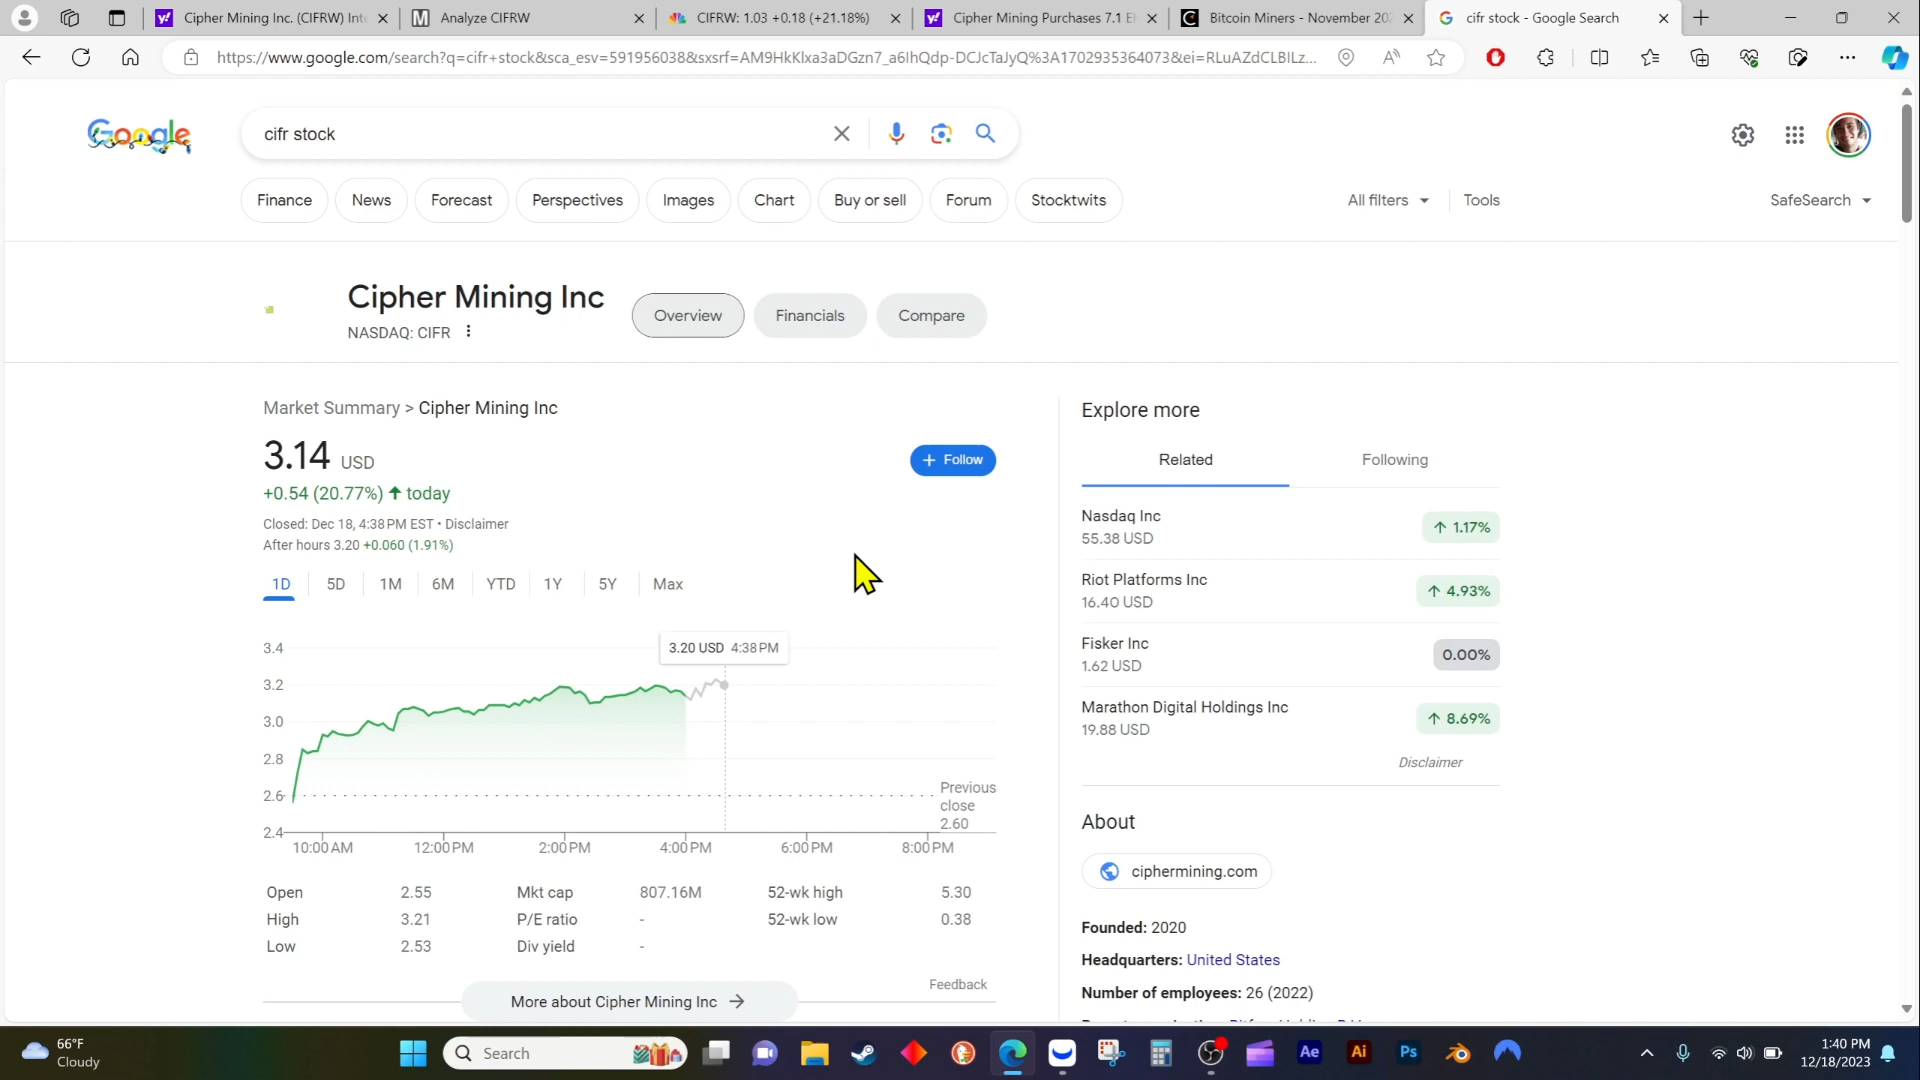 Cipher Mining Inc. (CIFRW) Inte
Analyze CIFRW
CIFRW: 1.03 +0.18 (+21.18%)
Cipher Mining Purchases 7.1 E
Bitcoin Miners - November 202
cifr stock - Google Search
https://www.google.com/search?q=cifr+stock&sca_esv=591956038&sxsrf=AM9HkKlxa3aDGzn7_a6IhQdp-DCJcTaJyQ%3A1702935364073&ei=RLuAZdCLBILz...
Google
cifr stock
Finance
News
Forecast
Perspectives
Images
Chart
Buy or sell
Forum
Stocktwits
All filters
Tools
SafeSearch
Cipher Mining Inc
NASDAQ: CIFR
Overview
Financials
Compare
Market Summary > Cipher Mining Inc
3.14 USD
+ Follow
+0.54 (20.77%) ↑ today
Closed: Dec 18, 4:38 PM EST • Disclaimer
After hours 3.20 +0.060 (1.91%)
1D
5D
1M
6M
YTD
1Y
5Y
Max
3.20 USD 4:38 PM
3.4
3.2
3.0
2.8
2.6
2.4
Previous
close
2.60
10:00 AM
12:00 PM
2:00 PM
4:00 PM
6:00 PM
8:00 PM
Open 2.55 Mkt cap 807.16M 52-wk high 5.30
High 3.21 P/E ratio - 52-wk low 0.38
Low 2.53 Div yield -
Feedback
More about Cipher Mining Inc →
Explore more
Related
Following
Nasdaq Inc
55.38 USD
↑ 1.17%
Riot Platforms Inc
16.40 USD
↑ 4.93%
Fisker Inc
1.62 USD
0.00%
Marathon Digital Holdings Inc
19.88 USD
↑ 8.69%
Disclaimer
About
ciphermining.com
Founded: 2020
Headquarters: United States
Number of employees: 26 (2022)
66°F
Cloudy
Search
Ae
Ai
Ps
1:40 PM
12/18/2023